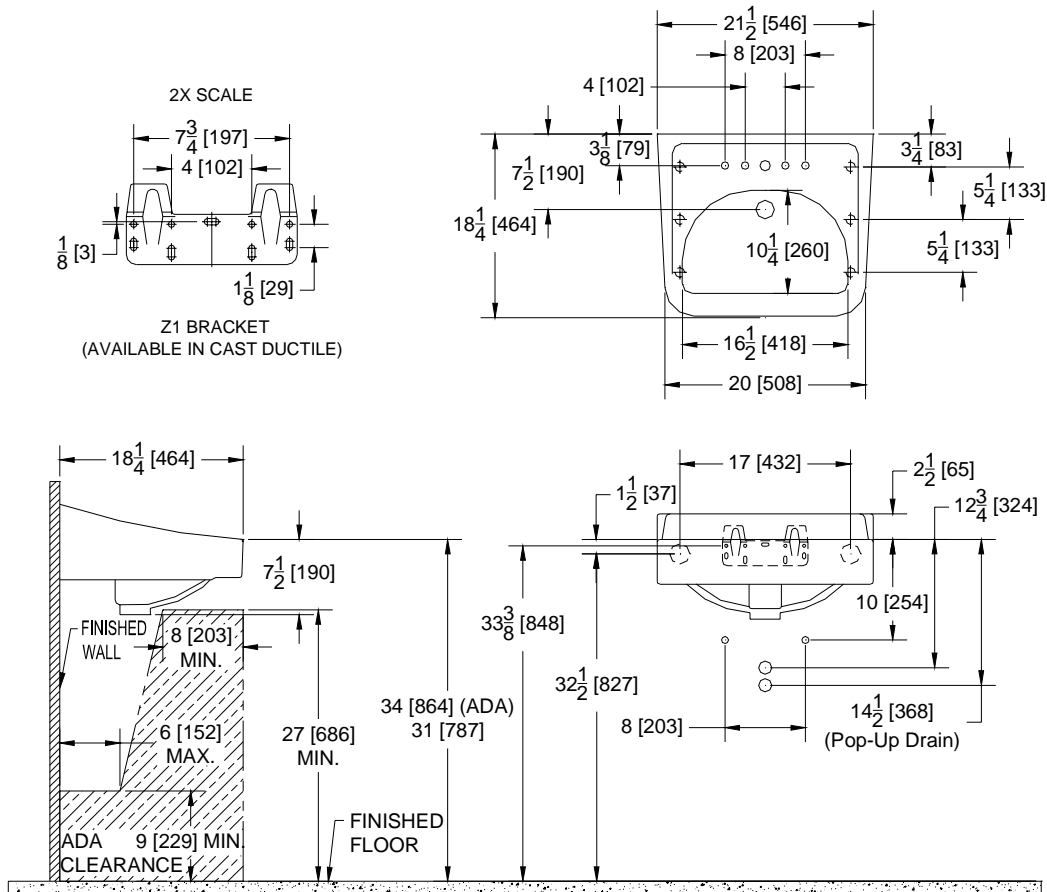 2X SCALE
7 3/4 [197]
4 [102]
1/8 [3]
1 1/8 [29]
Z1 BRACKET
(AVAILABLE IN CAST DUCTILE)
21 1/2 [546]
8 [203]
4 [102]
3 1/8 [79]
7 1/2 [190]
18 1/4 [464]
3 1/4 [83]
5 1/4 [133]
5 1/4 [133]
10 1/4 [260]
16 1/2 [418]
20 [508]
18 1/4 [464]
7 1/2 [190]
FINISHED
WALL
8 [203]
MIN.
6 [152]
MAX.
27 [686]
MIN.
34 [864] (ADA)
31 [787]
ADA
CLEARANCE
9 [229] MIN.
FINISHED
FLOOR
17 [432]
1 1/2 [37]
2 1/2 [65]
12 3/4 [324]
10 [254]
33 3/8 [848]
32 1/2 [827]
8 [203]
14 1/2 [368]
(Pop-Up Drain)